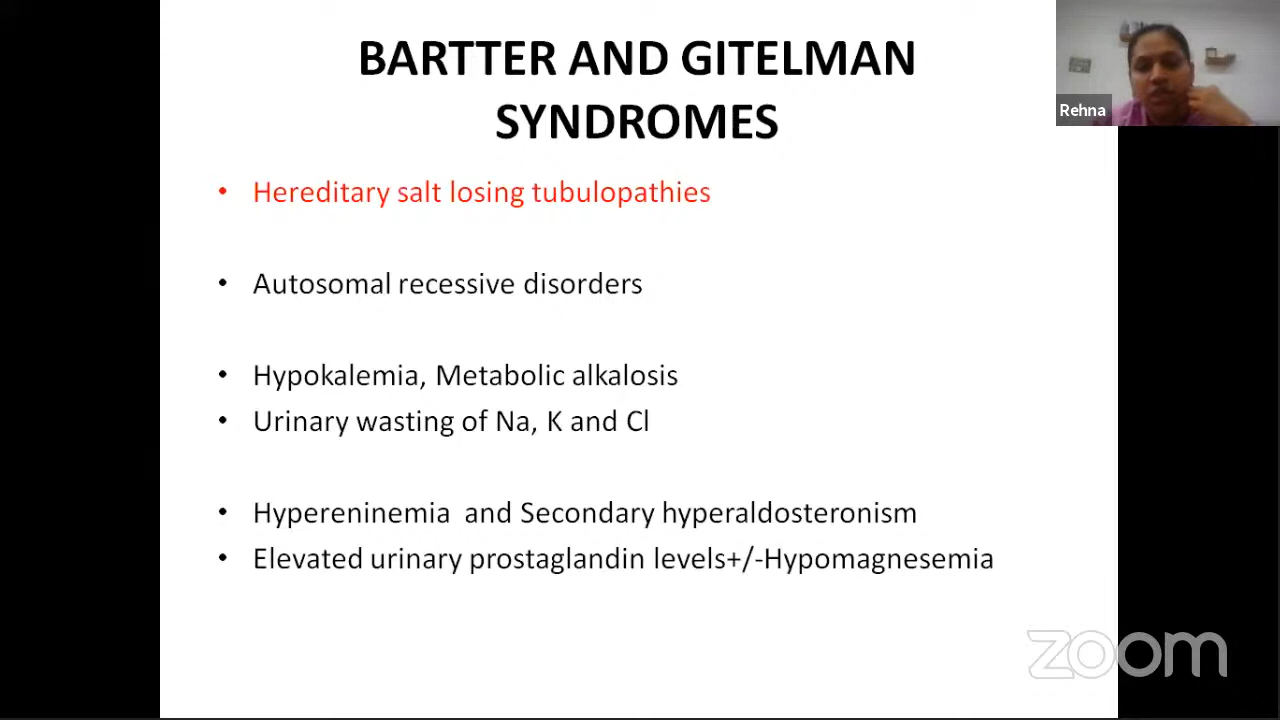 BARTTER AND GITELMAN
SYNDROMES
Rehna
• Hereditary salt losing tubulopathies
• Autosomal recessive disorders
• Hypokalemia, Metabolic alkalosis
• Urinary wasting of Na, K and Cl
• Hypereninemia and Secondary hyperaldosteronism
• Elevated urinary prostaglandin levels+/-Hypomagnesemia
zoom